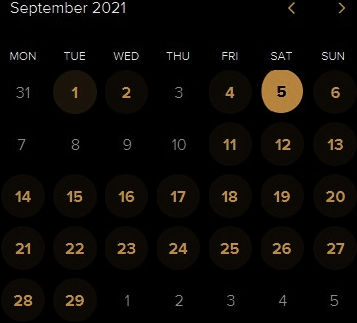 September 2021 < >
MON TUE WED THU FRI SAT SUN
31 1 2 3 4 5 6
7 8 9 10 11 12 13
14 15 16 17 18 19 20
21 22 23 24 25 26 27
28 29 1 2 3 4 5